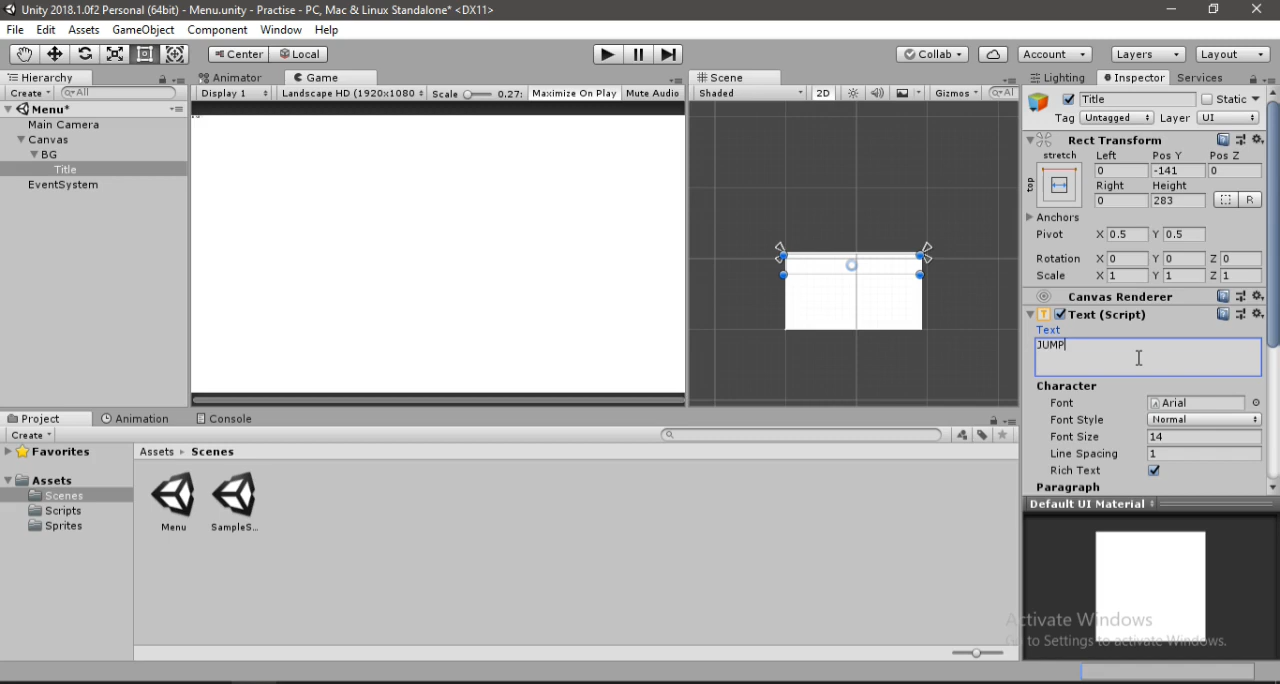 Unity 2018.1.0f2 Personal (64bit) - Menu.unity - Practise - PC, Mac & Linux Standalone* <DX11>
File Edit Assets GameObject Component Window Help
Center Local Collab Account Layers Layout
Hierarchy Animator Game Scene Lighting Inspector Services
Create All Display 1 Landscape HD (1920x1080 Scale 0.27: Maximize On Play Mute Audio Shaded 2D Gizmos All Title Static
Menu*
Tag Untagged Layer UI
Main Camera
Canvas
Rect Transform
BG
stretch Left Pos Y Pos Z
Title
top 0 -141 0
EventSystem
Right Height
0 283 R
Anchors
Pivot X 0.5 Y 0.5
Rotation X 0 Y 0 Z 0
Scale X 1 Y 1 Z 1
Canvas Renderer
Text (Script)
Text
JUMP
Character
Font Arial
Font Style Normal
Font Size 14
Line Spacing 1
Rich Text
Paragraph
Default UI Material
Project Animation Console
Create
Favorites
Assets
Scenes
Scripts
Sprites
Assets Scenes
Menu SampleS...
Activate Windows
to Settings to activate Windows.